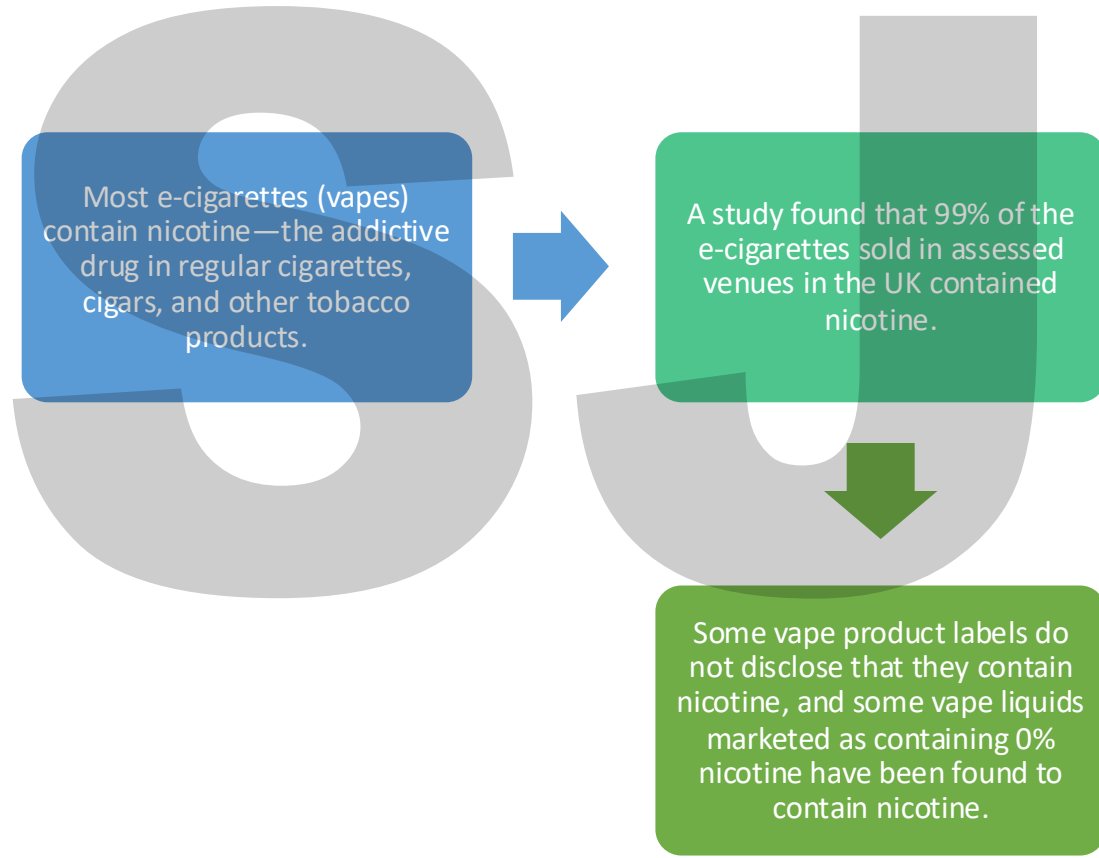 SJ
Most e-cigarettes (vapes)
contain nicotine—the addictive
drug in regular cigarettes,
cigars, and other tobacco
products.
A study found that 99% of the
e-cigarettes sold in assessed
venues in the UK contained
nicotine.
Some vape product labels do
not disclose that they contain
nicotine, and some vape liquids
marketed as containing 0%
nicotine have been found to
contain nicotine.